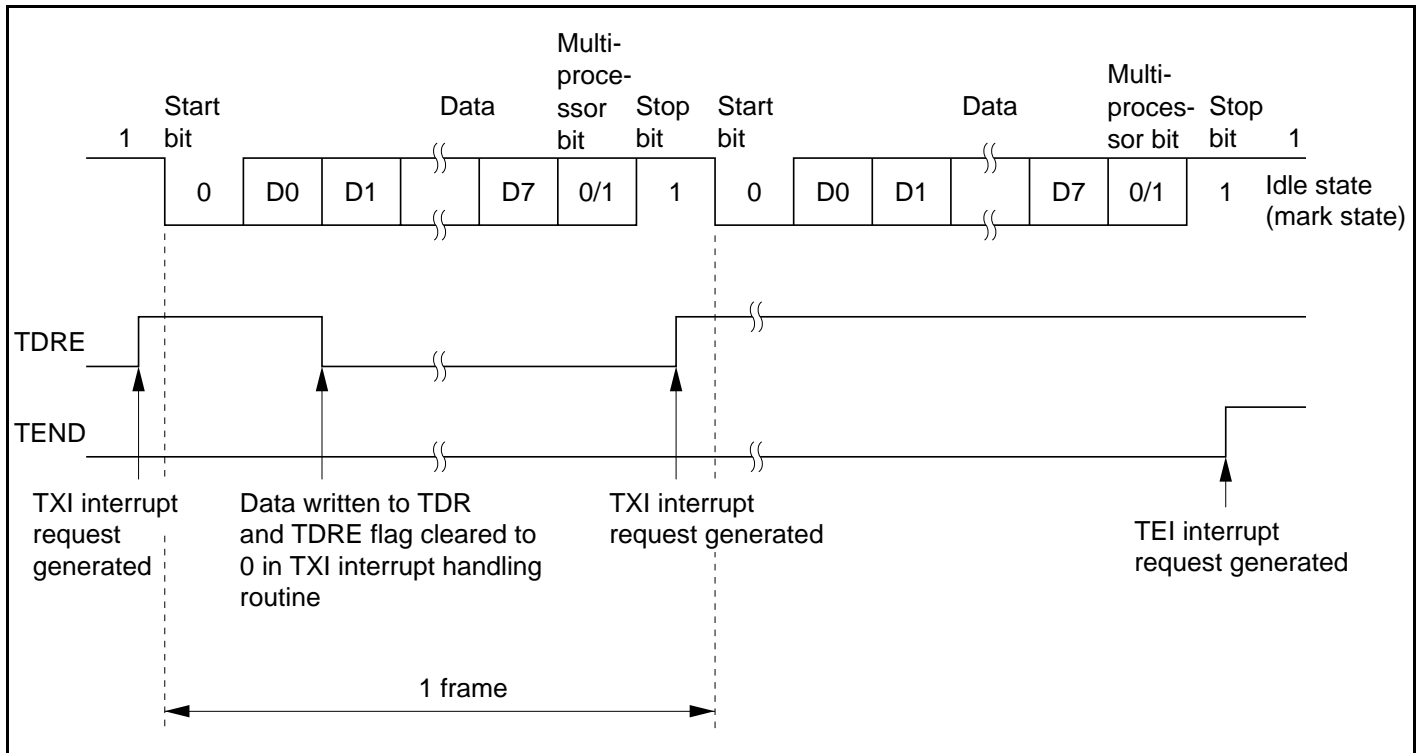 Multi-
proce-
ssor
bit
Multi-
proces-
sor bit
Start
bit
Data
Stop
bit
Start
bit
Data
Stop
bit
1
1
0 D0 D1 D7 0/1 1 0 D0 D1 D7 0/1 1
Idle state
(mark state)
TDRE
TEND
TXI interrupt
request
generated
Data written to TDR
and TDRE flag cleared to
0 in TXI interrupt handling
routine
TXI interrupt
request generated
TEI interrupt
request generated
1 frame